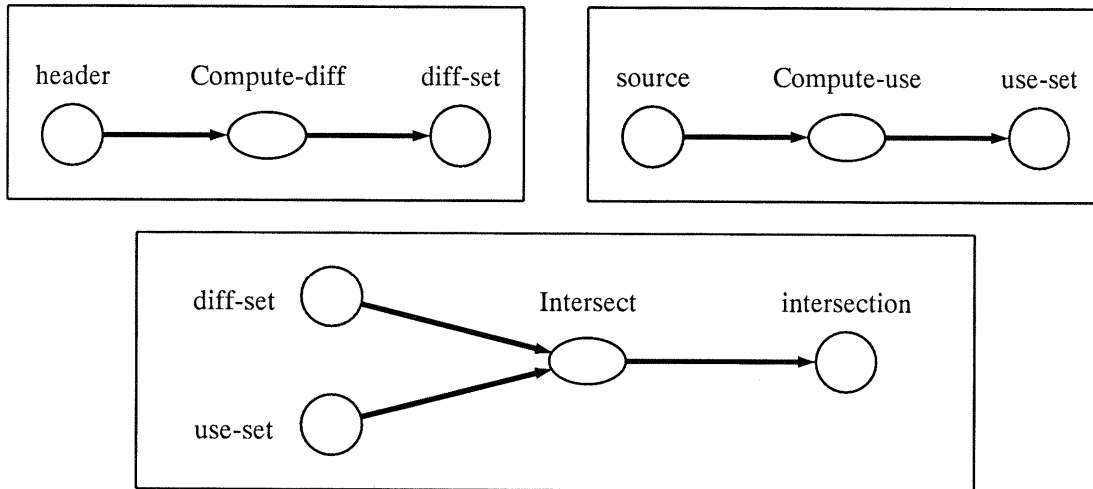 header
Compute-diff
diff-set
source
Compute-use
use-set
diff-set
Intersect
intersection
use-set